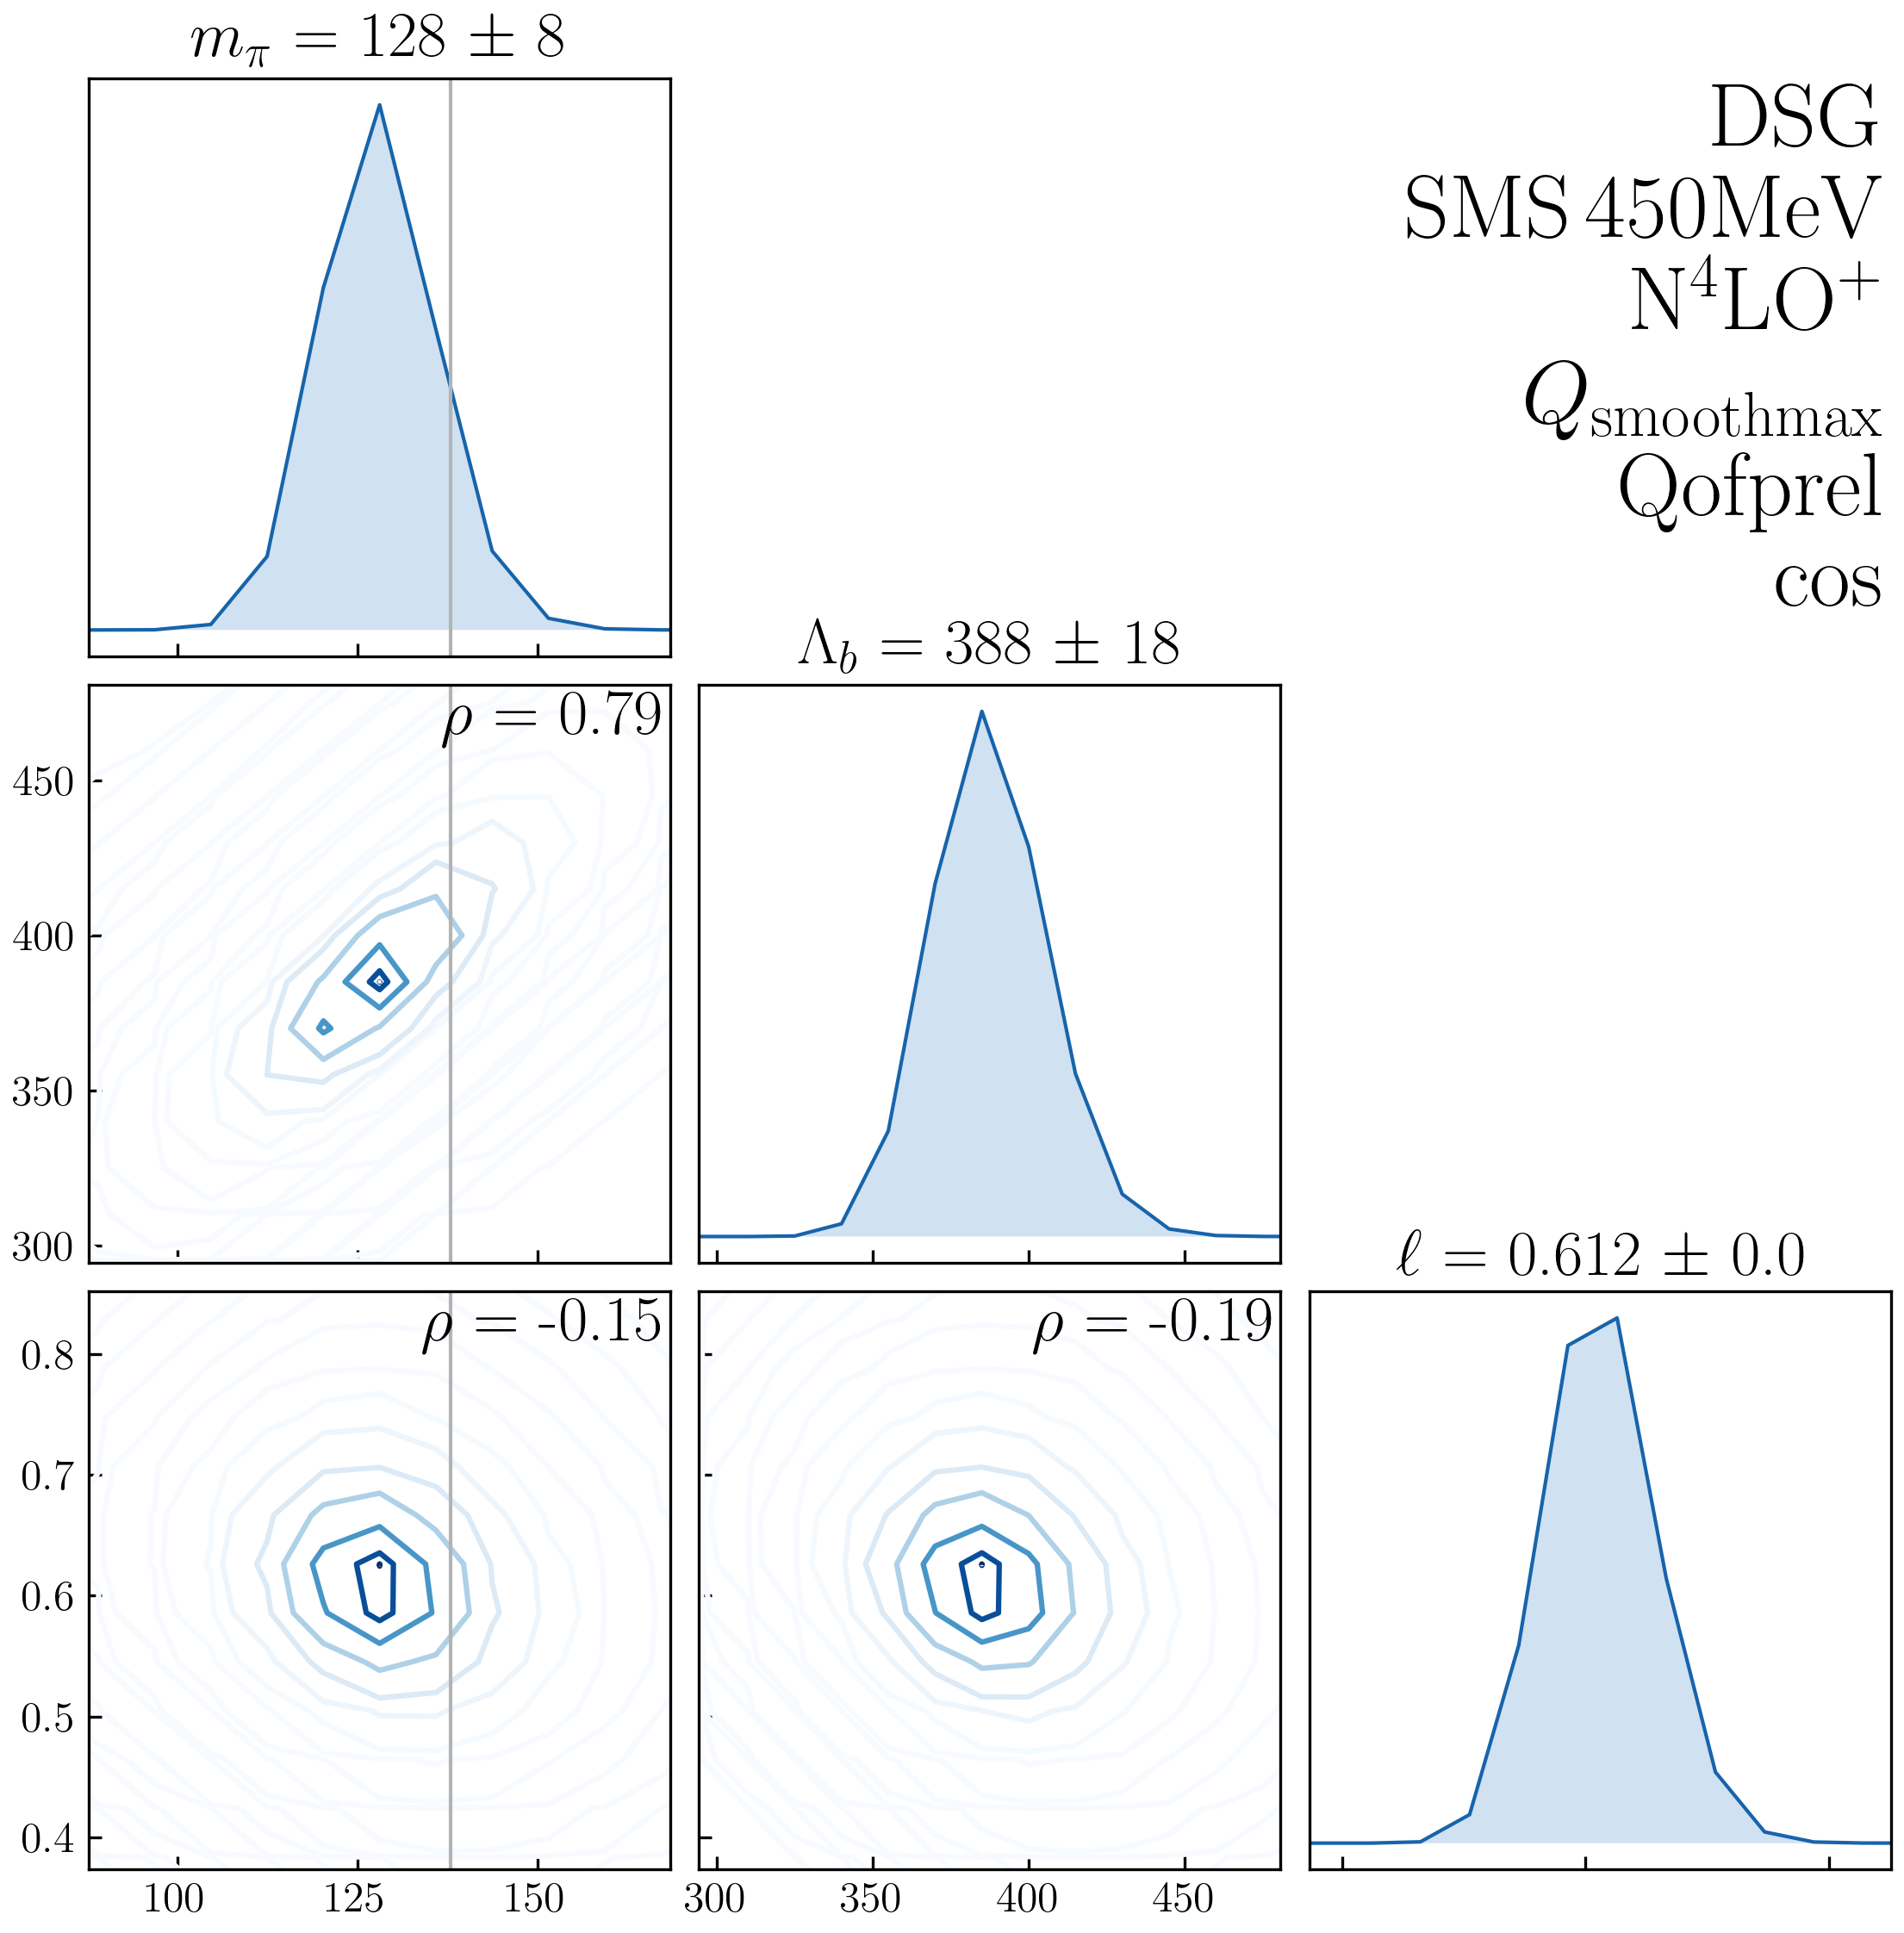 m_π = 128 ± 8
DSG
SMS 450MeV
N⁴LO⁺
Q_smoothmax
Qofprel
cos
Λ_b = 388 ± 18
ρ = 0.79
450
400
350
300
ℓ = 0.612 ± 0.0
ρ = -0.15
ρ = -0.19
0.8
0.7
0.6
0.5
0.4
100 125 150 300 350 400 450